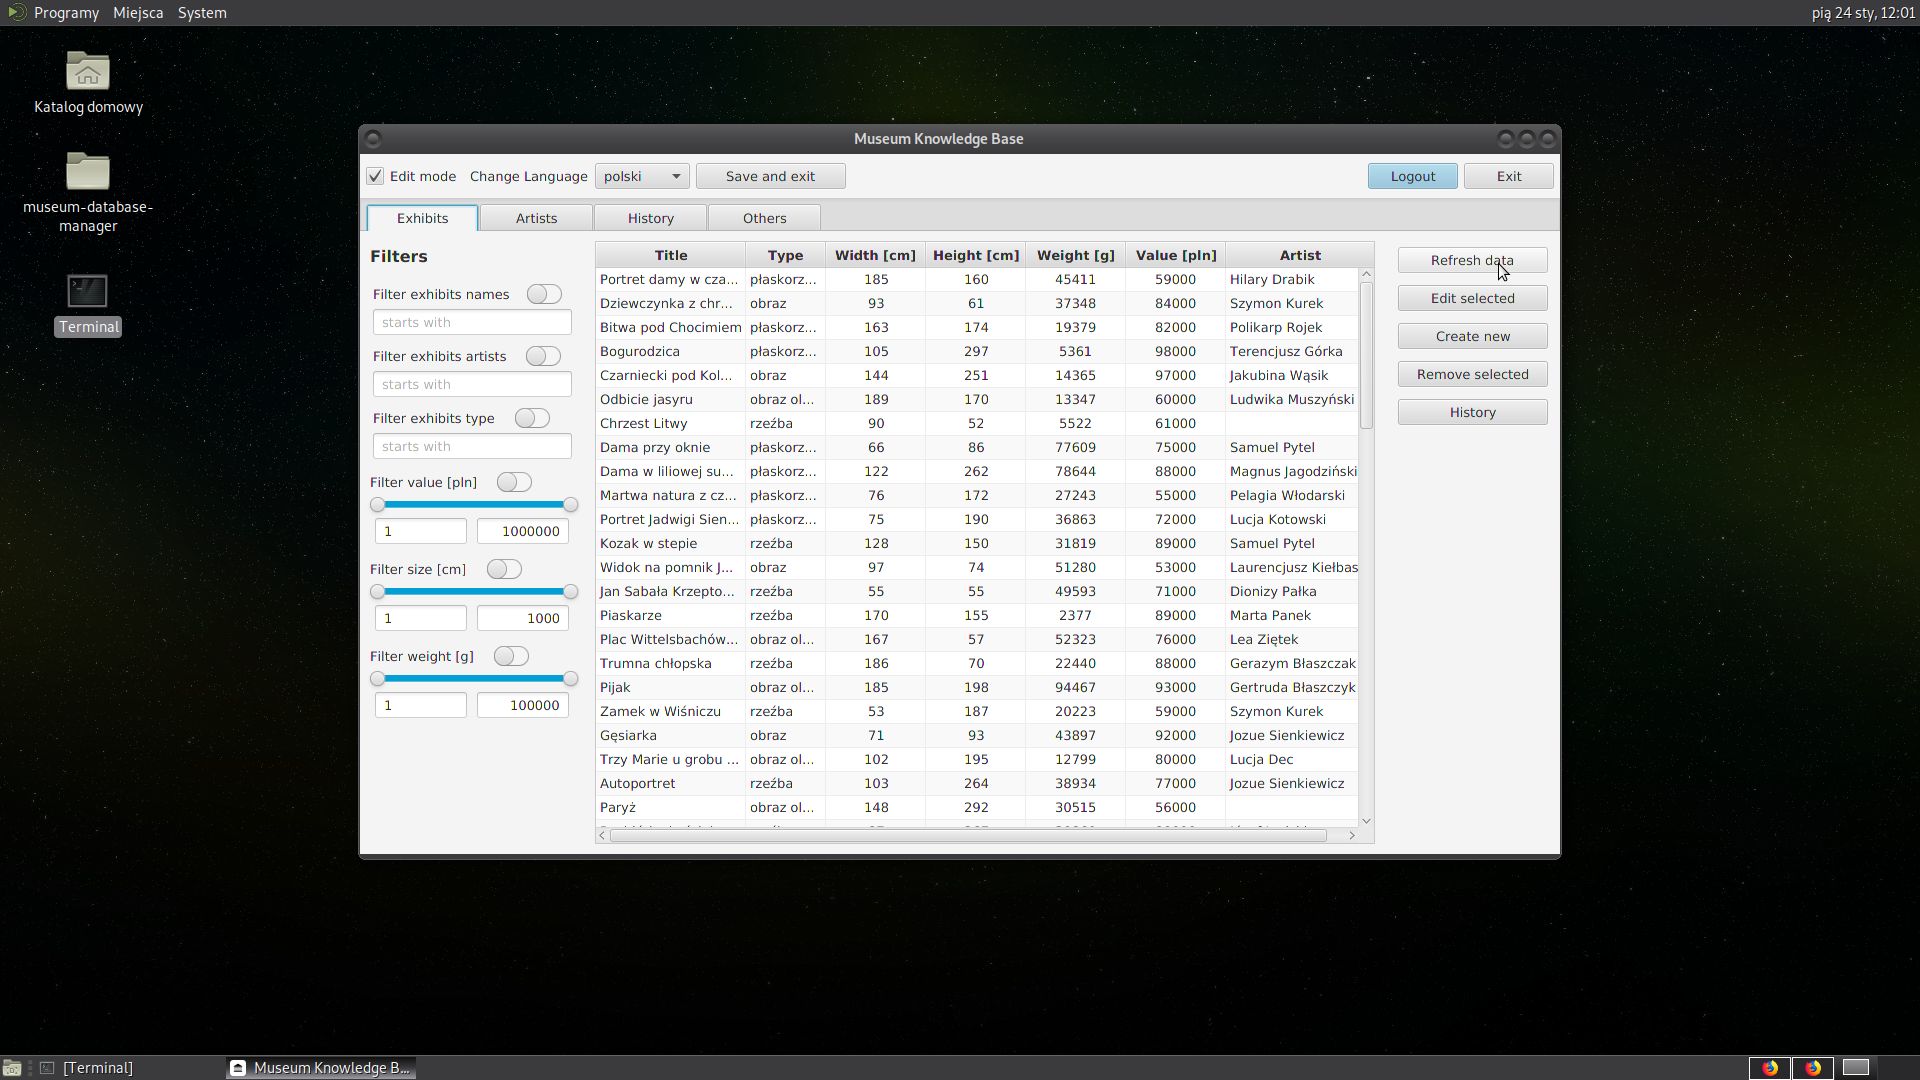 Programy Miejsca System
pią 24 sty, 12:01
Katalog domowy
museum-database-
manager
Terminal
Museum Knowledge Base
Edit mode Change Language polski Save and exit Logout Exit
Exhibits Artists History Others
Filters
Filter exhibits names
starts with
Filter exhibits artists
starts with
Filter exhibits type
starts with
Filter value [pln]
1 1000000
Filter size [cm]
1 1000
Filter weight [g]
1 100000
Title Type Width [cm] Height [cm] Weight [g] Value [pln] Artist
Portret damy w cza... płaskorz... 185 160 45411 59000 Hilary Drabik
Dziewczynka z chr... obraz 93 61 37348 84000 Szymon Kurek
Bitwa pod Chocimiem płaskorz... 163 174 19379 82000 Polikarp Rojek
Bogurodzica płaskorz... 105 297 5361 98000 Terencjusz Górka
Czarniecki pod Kol... obraz 144 251 14365 97000 Jakubina Wąsik
Odbicie jasyru obraz ol... 189 170 13347 60000 Ludwika Muszyński
Chrzest Litwy rzeźba 90 52 5522 61000
Dama przy oknie płaskorz... 66 86 77609 75000 Samuel Pytel
Dama w liliowej su... płaskorz... 122 262 78644 88000 Magnus Jagodziński
Martwa natura z cz... płaskorz... 76 172 27243 55000 Pelagia Włodarski
Portret Jadwigi Sien... płaskorz... 75 190 36863 72000 Lucja Kotowski
Kozak w stepie rzeźba 128 150 31819 89000 Samuel Pytel
Widok na pomnik J... obraz 97 74 51280 53000 Laurencjusz Kiełbas
Jan Sabała Krzepto... rzeźba 55 55 49593 71000 Dionizy Pałka
Piaskarze rzeźba 170 155 2377 89000 Marta Panek
Plac Wittelsbachów... obraz ol... 167 57 52323 76000 Lea Ziętek
Trumna chłopska rzeźba 186 70 22440 88000 Gerazym Błaszczak
Pijak obraz ol... 185 198 94467 93000 Gertruda Błaszczyk
Zamek w Wiśniczu rzeźba 53 187 20223 59000 Szymon Kurek
Gęsiarka obraz 71 93 43897 92000 Jozue Sienkiewicz
Trzy Marie u grobu ... obraz ol... 102 195 12799 80000 Lucja Dec
Autoportret rzeźba 103 264 38934 77000 Jozue Sienkiewicz
Paryż obraz ol... 148 292 30515 56000
Refresh data
Edit selected
Create new
Remove selected
History
[Terminal] Museum Knowledge B...